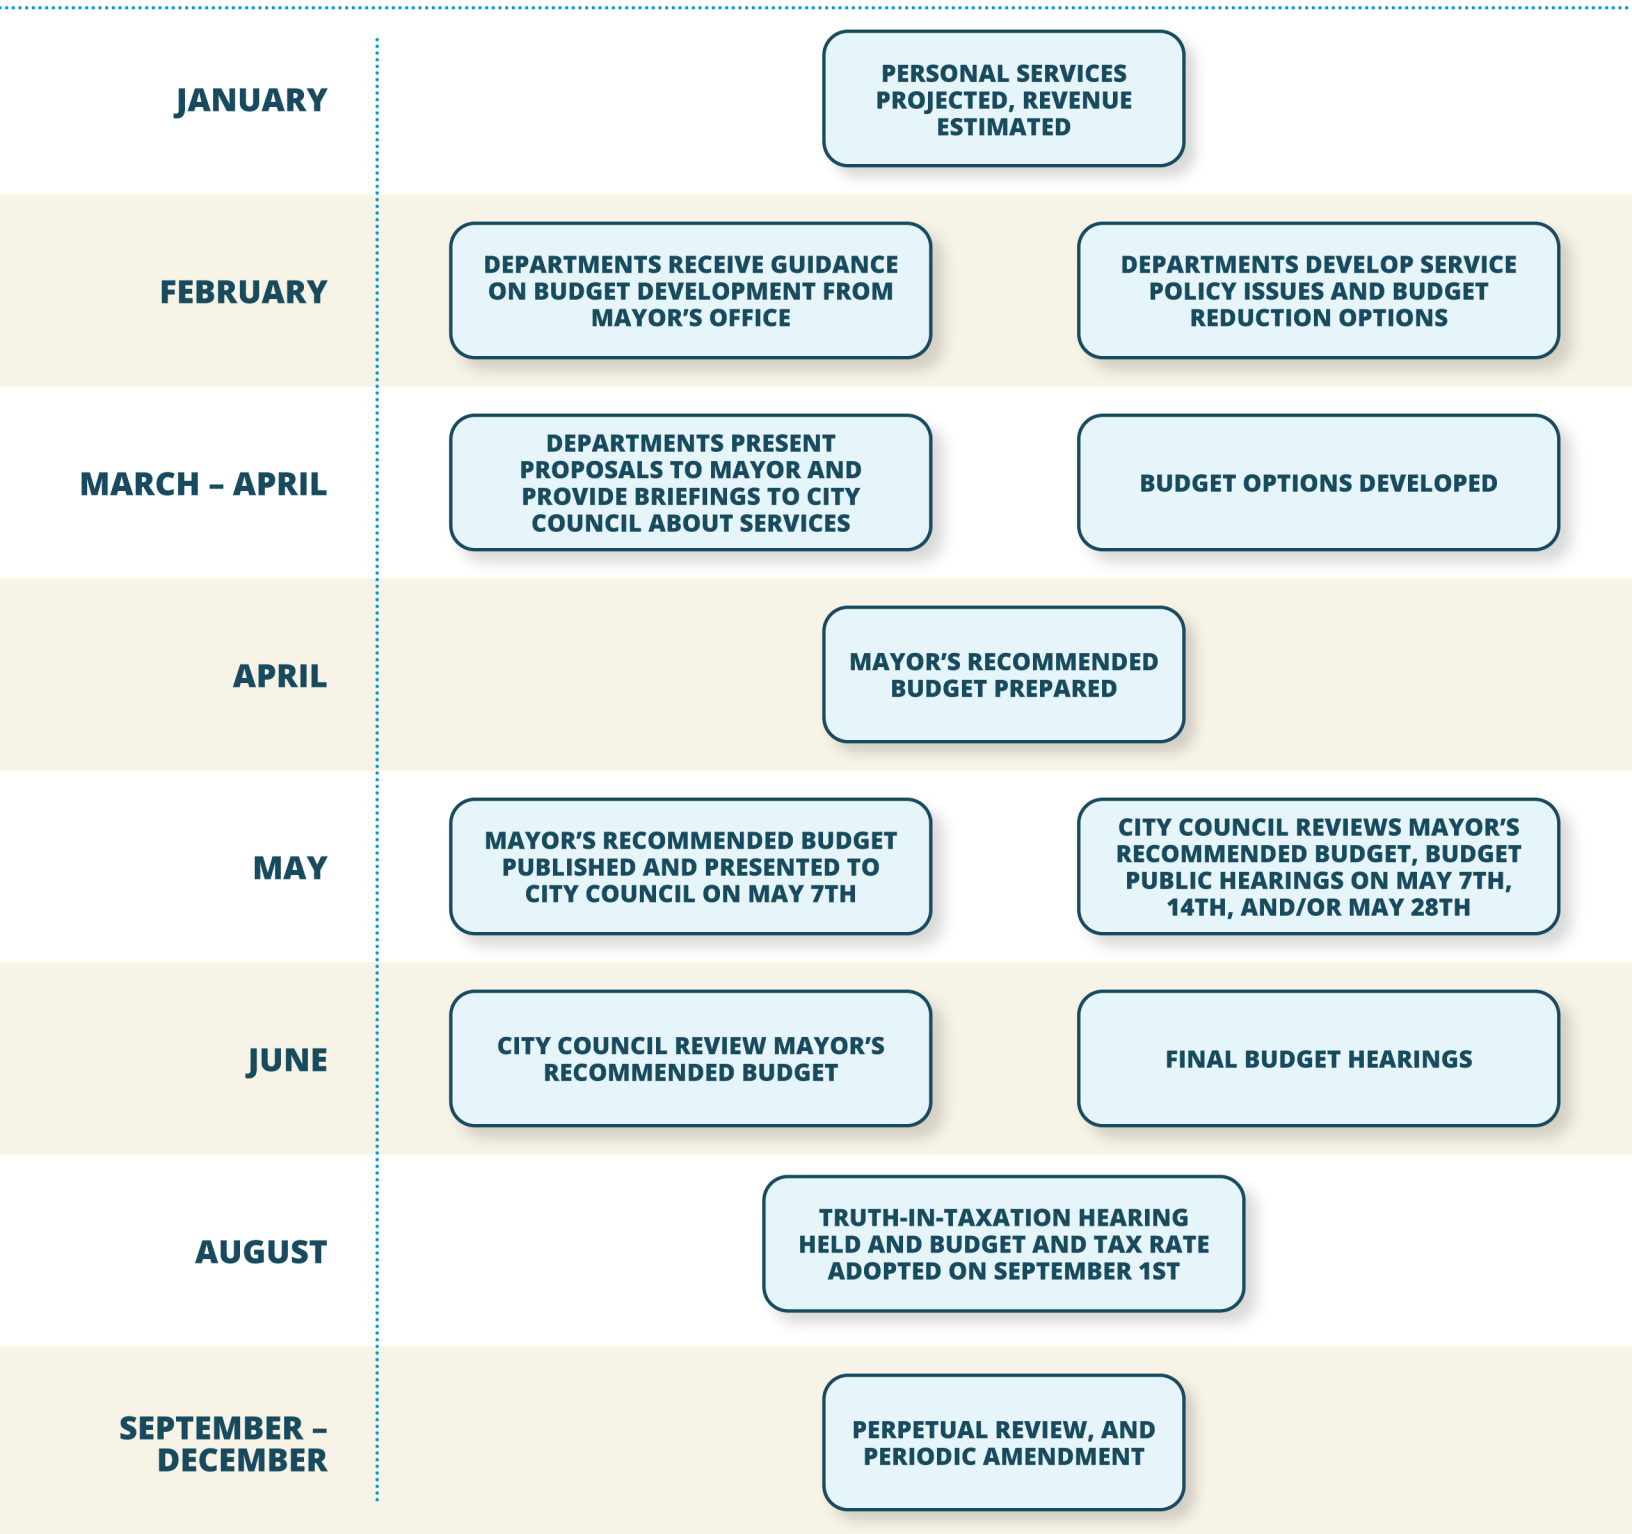 JANUARY
PERSONAL SERVICES
PROJECTED, REVENUE
ESTIMATED
FEBRUARY
DEPARTMENTS RECEIVE GUIDANCE
ON BUDGET DEVELOPMENT FROM
MAYOR’S OFFICE
DEPARTMENTS DEVELOP SERVICE
POLICY ISSUES AND BUDGET
REDUCTION OPTIONS
MARCH – APRIL
DEPARTMENTS PRESENT
PROPOSALS TO MAYOR AND
PROVIDE BRIEFINGS TO CITY
COUNCIL ABOUT SERVICES
BUDGET OPTIONS DEVELOPED
APRIL
MAYOR’S RECOMMENDED
BUDGET PREPARED
MAY
MAYOR’S RECOMMENDED BUDGET
PUBLISHED AND PRESENTED TO
CITY COUNCIL ON MAY 7TH
CITY COUNCIL REVIEWS MAYOR’S
RECOMMENDED BUDGET, BUDGET
PUBLIC HEARINGS ON MAY 7TH,
14TH, AND/OR MAY 28TH
JUNE
CITY COUNCIL REVIEW MAYOR’S
RECOMMENDED BUDGET
FINAL BUDGET HEARINGS
AUGUST
TRUTH-IN-TAXATION HEARING
HELD AND BUDGET AND TAX RATE
ADOPTED ON SEPTEMBER 1ST
SEPTEMBER –
DECEMBER
PERPETUAL REVIEW, AND
PERIODIC AMENDMENT